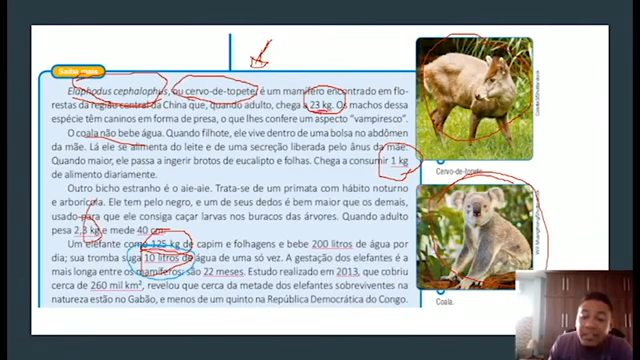 Saiba mais
Elaphodus cephalophus, ou cervo-de-topete, é um mamífero encontrado em flo-
restas da região central da China que, quando adulto, chega a 23 kg. Os machos dessa
espécie têm caninos em forma de presa, o que lhes confere um aspecto “vampiresco”.
O coala não bebe água. Quando filhote, ele vive dentro de uma bolsa no abdômen
da mãe. Lá ele se alimenta do leite e de uma secreção liberada pelo ânus da mãe.
Quando maior, ele passa a ingerir brotos de eucalipto e folhas. Chega a consumir 1 kg
de alimento diariamente.
Outro bicho estranho é o aie-aie. Trata-se de um primata com hábito noturno
e arborícola. Ele tem pelo negro, e um de seus dedos é bem maior que os demais,
usado para que ele consiga caçar larvas nos buracos das árvores. Quando adulto
pesa 2,3 kg e mede 40 cm.
Um elefante come 125 kg de capim e folhagens e bebe 200 litros de água por
dia; sua tromba suga 10 litros de água de uma só vez. A gestação dos elefantes é a
mais longa entre os mamíferos: são 22 meses. Estudo realizado em 2013, que cobriu
cerca de 260 mil km², revelou que cerca da metade dos elefantes sobreviventes na
natureza estão no Gabão, e menos de um quinto na República Democrática do Congo.
Cervo-de-topete.
Coala.